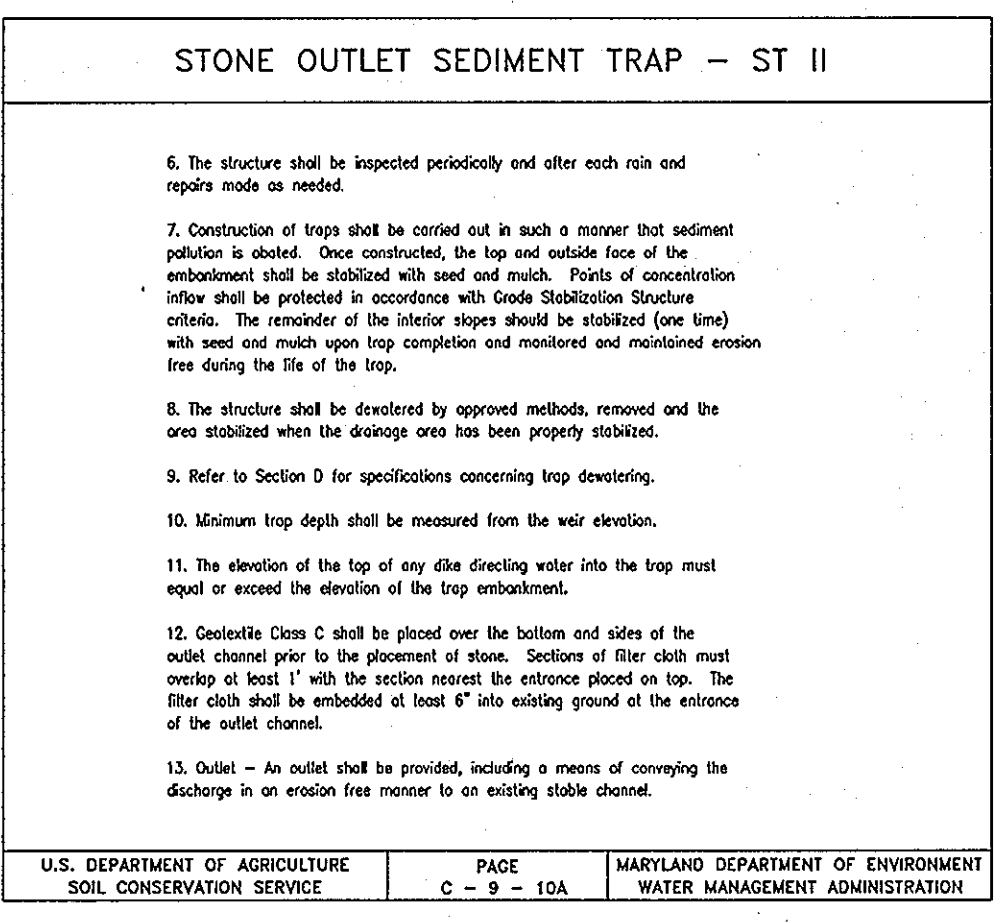 STONE OUTLET SEDIMENT TRAP – ST II
6. The structure shall be inspected periodically and after each rain and
repairs made as needed.
7. Construction of traps shall be carried out in such a manner that sediment
pollution is abated. Once constructed, the top and outside face of the
embankment shall be stabilized with seed and mulch. Points of concentration
inflow shall be protected in accordance with Grade Stabilization Structure
criteria. The remainder of the interior slopes should be stabilized (one time)
with seed and mulch upon trap completion and monitored and maintained erosion
free during the life of the trap.
8. The structure shall be dewatered by approved methods, removed and the
area stabilized when the drainage area has been properly stabilized.
9. Refer to Section D for specifications concerning trap dewatering.
10. Minimum trap depth shall be measured from the weir elevation.
11. The elevation of the top of any dike directing water into the trap must
equal or exceed the elevation of the trap embankment.
12. Geotextile Class C shall be placed over the bottom and sides of the
outlet channel prior to the placement of stone. Sections of filter cloth must
overlap at least 1' with the section nearest the entrance placed on top. The
filter cloth shall be embedded at least 6" into existing ground at the entrance
of the outlet channel.
13. Outlet – An outlet shall be provided, including a means of conveying the
discharge in an erosion free manner to an existing stable channel.
U.S. DEPARTMENT OF AGRICULTURE
SOIL CONSERVATION SERVICE
PAGE
C – 9 – 10A
MARYLAND DEPARTMENT OF ENVIRONMENT
WATER MANAGEMENT ADMINISTRATION